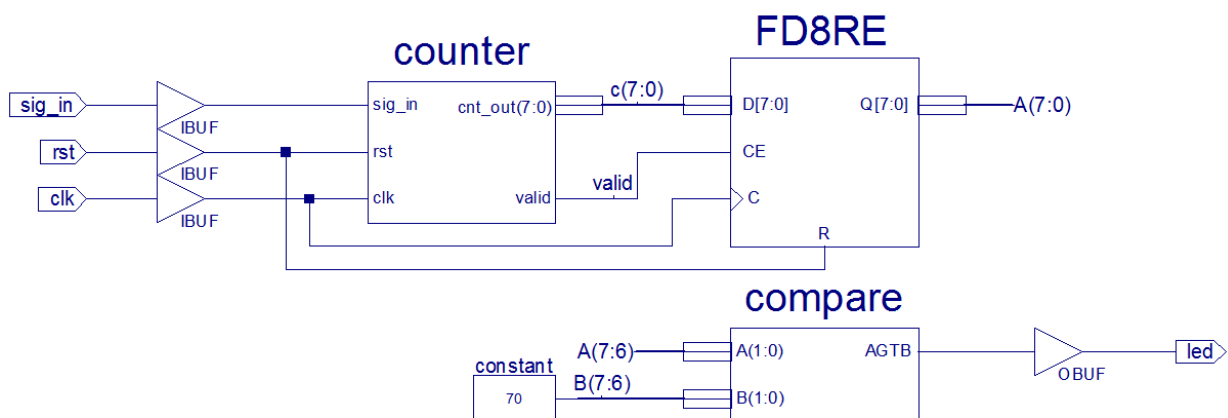 counter
FD8RE
sig_in
IBUF
sig_in
cnt_out(7:0)
c(7:0)
D[7:0]
Q[7:0]
A(7:0)
rst
IBUF
rst
CE
clk
IBUF
clk
valid
valid
C
R
compare
A(7:6)
A(1:0)
AGTB
OBUF
led
constant
70
B(7:6)
B(1:0)